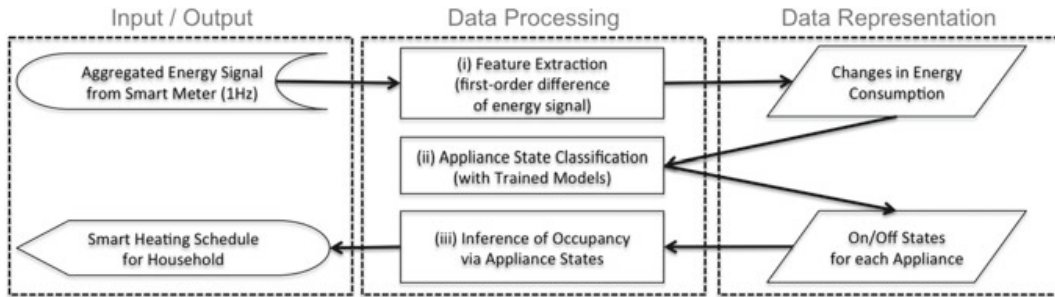 Input / Output
Data Processing
Data Representation
Aggregated Energy Signal
from Smart Meter (1Hz)
(i) Feature Extraction
(first-order difference
of energy signal)
Changes in Energy
Consumption
(ii) Appliance State Classification
(with Trained Models)
Smart Heating Schedule
for Household
(iii) Inference of Occupancy
via Appliance States
On/Off States
for each Appliance